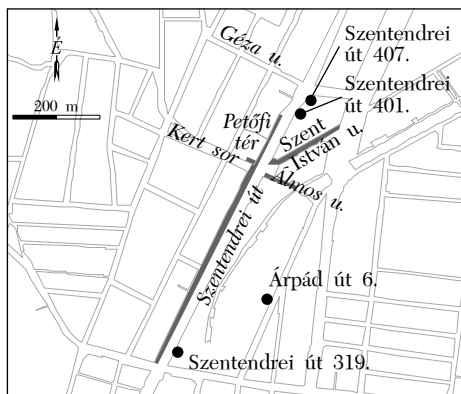 É
200 m
Géza u.
Szentendrei
út 407.
Szentendrei
út 401.
Petőfi
tér
Szent
István u.
Kert sor
Álmos u.
Szentendrei út
Árpád út 6.
Szentendrei út 319.